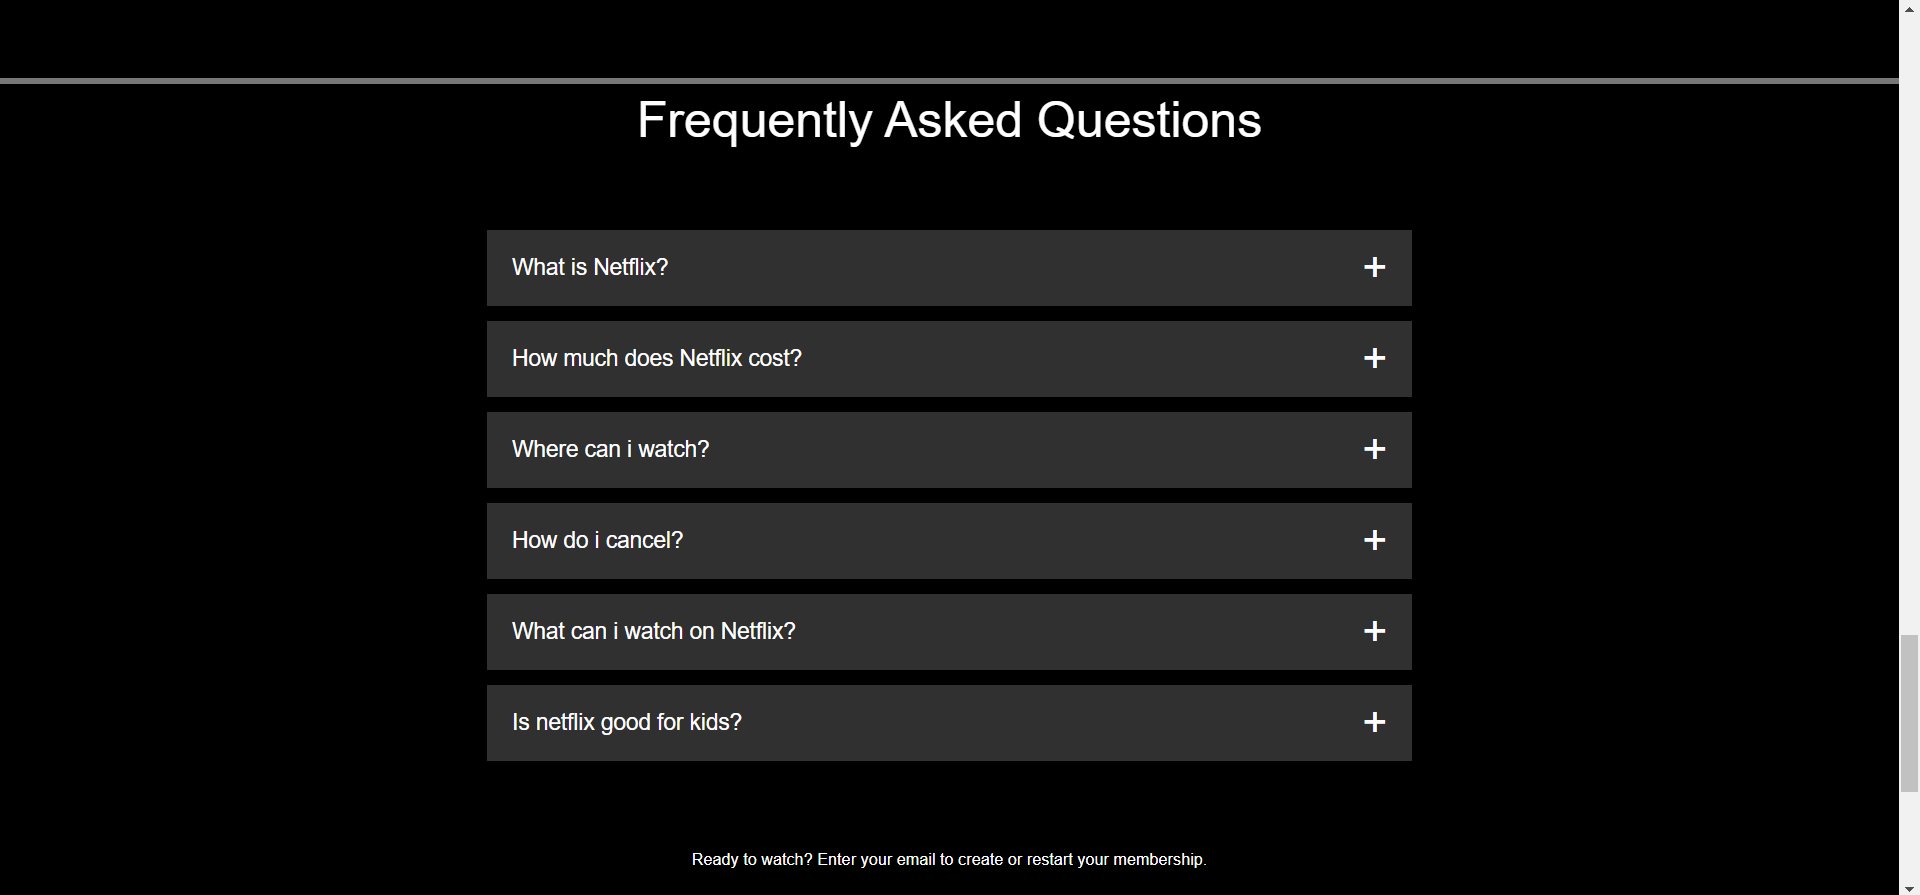 Frequently Asked Questions
What is Netflix?
How much does Netflix cost?
Where can i watch?
How do i cancel?
What can i watch on Netflix?
Is netflix good for kids?
Ready to watch? Enter your email to create or restart your membership.